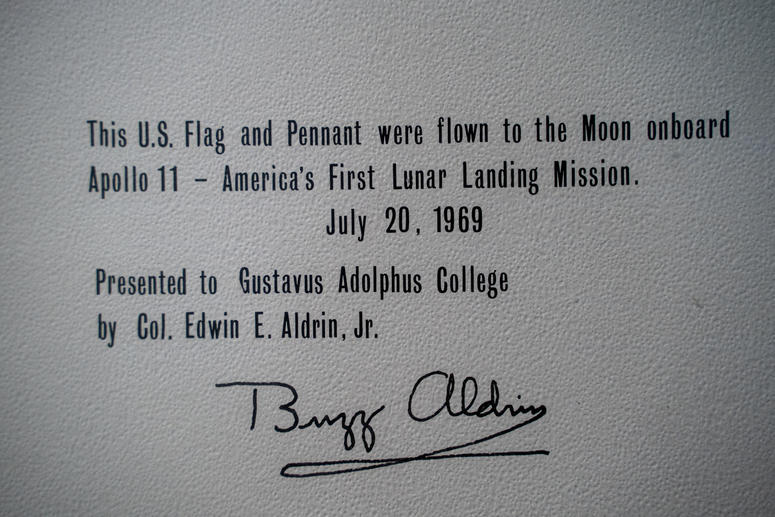 This U.S. Flag and Pennant were flown to the Moon onboard
Apollo 11 – America's First Lunar Landing Mission.
July 20, 1969
Presented to Gustavus Adolphus College
by Col. Edwin E. Aldrin, Jr.
Buzz Aldrin